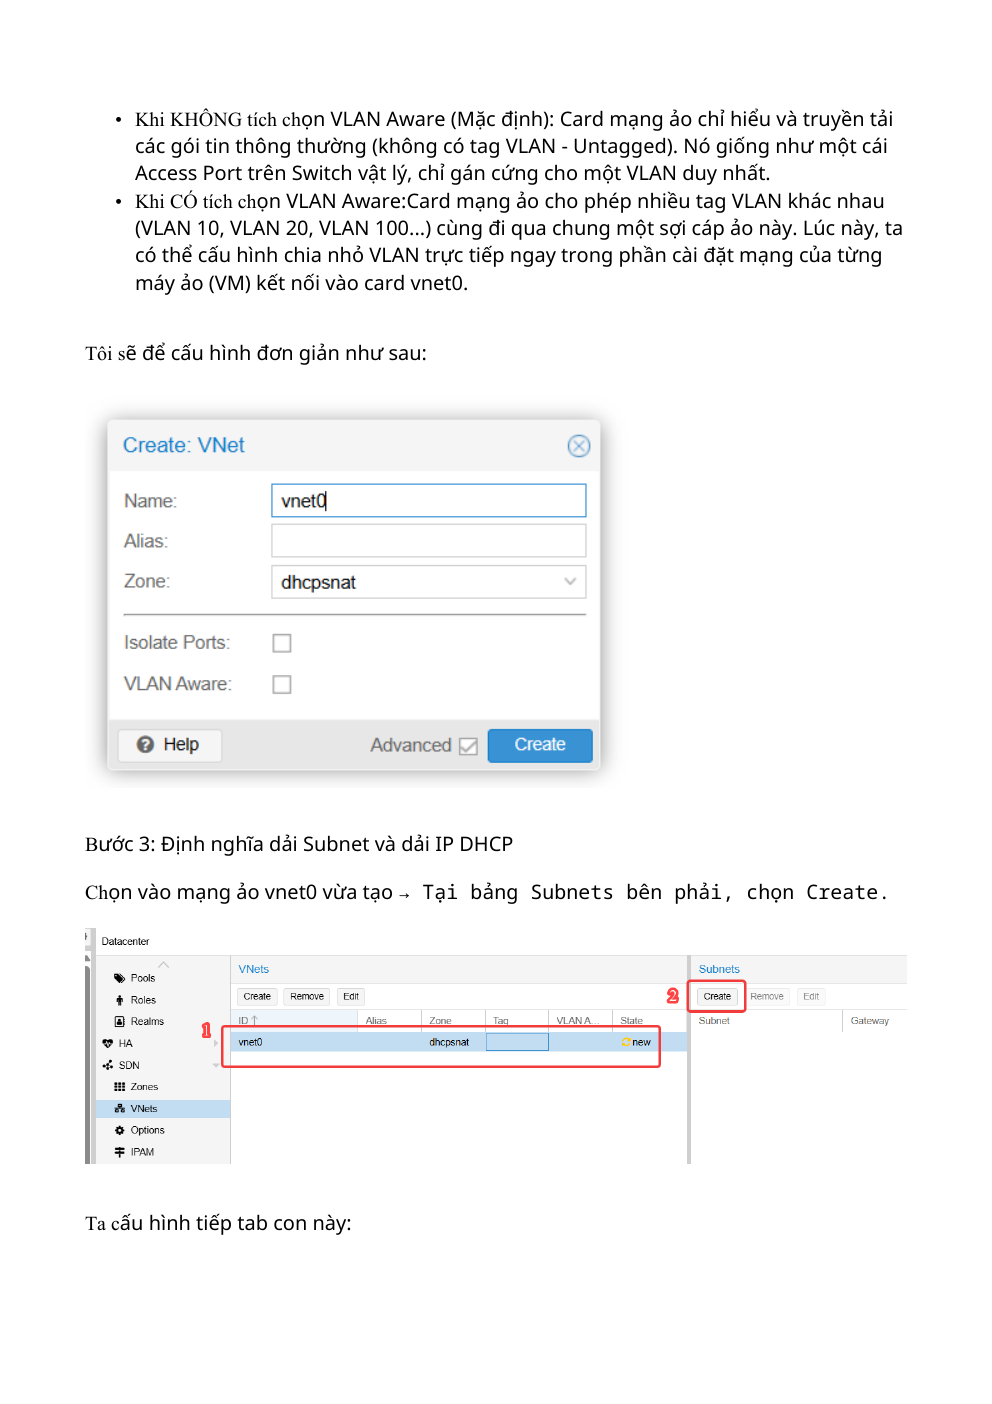 • Khi KHÔNG tích chọn VLAN Aware (Mặc định): Card mạng ảo chỉ hiểu và truyền tải
các gói tin thông thường (không có tag VLAN - Untagged). Nó giống như một cái
Access Port trên Switch vật lý, chỉ gán cứng cho một VLAN duy nhất.
• Khi CÓ tích chọn VLAN Aware:Card mạng ảo cho phép nhiều tag VLAN khác nhau
(VLAN 10, VLAN 20, VLAN 100...) cùng đi qua chung một sợi cáp ảo này. Lúc này, ta
có thể cấu hình chia nhỏ VLAN trực tiếp ngay trong phần cài đặt mạng của từng
máy ảo (VM) kết nối vào card vnet0.
Tôi sẽ để cấu hình đơn giản như sau:
Create: VNet
Name: vnet0
Alias:
Zone: dhcpsnat
Isolate Ports:
VLAN Aware:
Help Advanced Create
Bước 3: Định nghĩa dải Subnet và dải IP DHCP
Chọn vào mạng ảo vnet0 vừa tạo → Tại bảng Subnets bên phải, chọn Create.
Datacenter
Pools
Roles
Realms
HA
SDN
Zones
VNets
Options
IPAM
VNets
Create Remove Edit
ID ↑ Alias Zone Tag VLAN A... State
1
vnet0 dhcpsnat new
Subnets
2
Create Remove Edit
Subnet Gateway
Ta cấu hình tiếp tab con này: